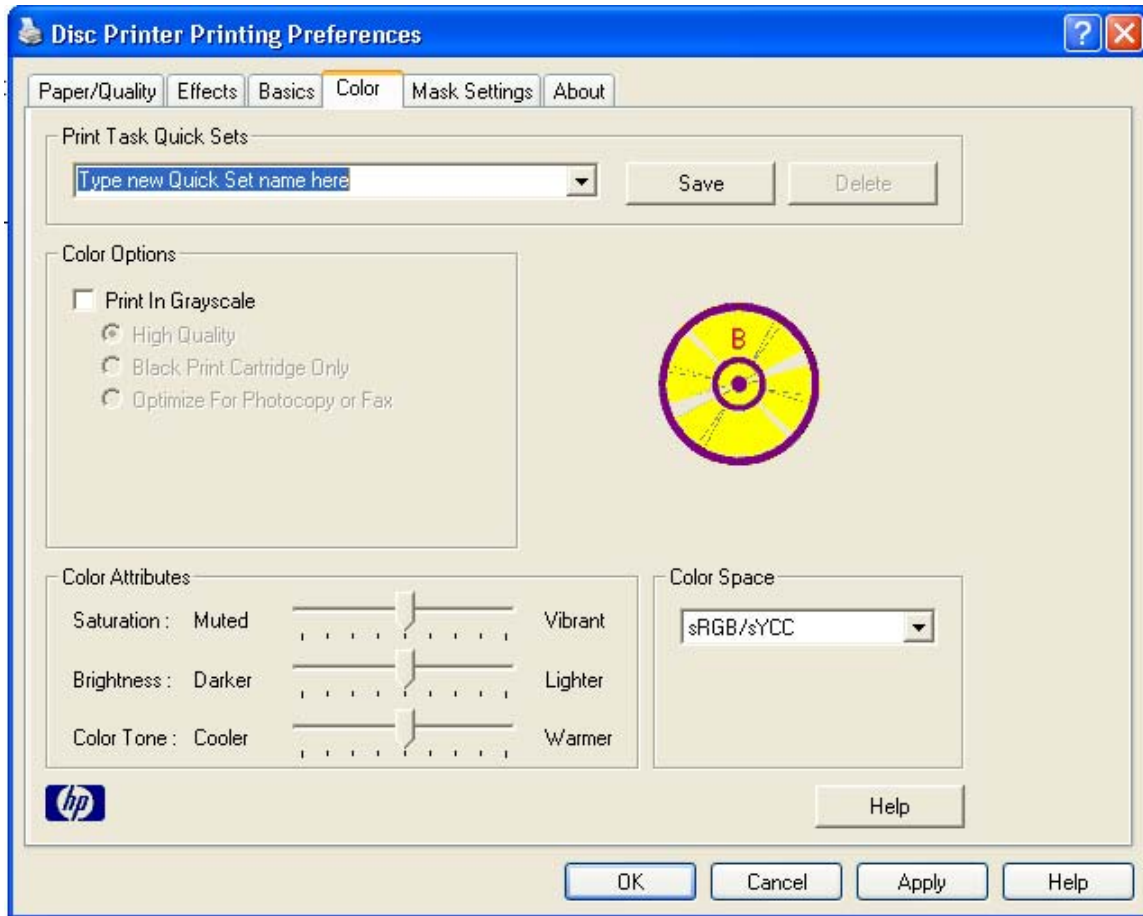 Disc Printer Printing Preferences
Paper/Quality Effects Basics Color Mask Settings About
Print Task Quick Sets
Type new Quick Set name here Save Delete
Color Options
Print In Grayscale
High Quality
Black Print Cartridge Only
Optimize For Photocopy or Fax
B
Color Attributes
Saturation : Muted Vibrant
Brightness : Darker Lighter
Color Tone : Cooler Warmer
Color Space
sRGB/sYCC
hp
Help
OK Cancel Apply Help